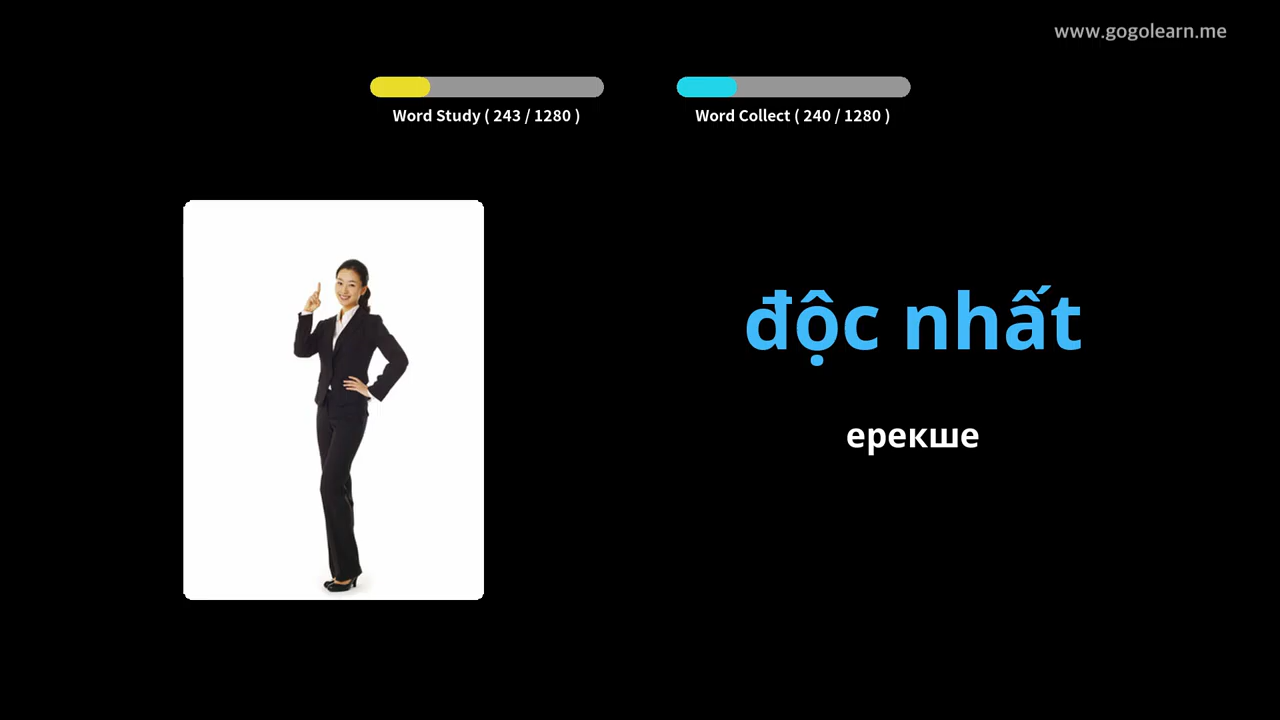 www.gogolearn.me
Word Study ( 243 / 1280 )
Word Collect ( 240 / 1280 )
độc nhất
ерекше